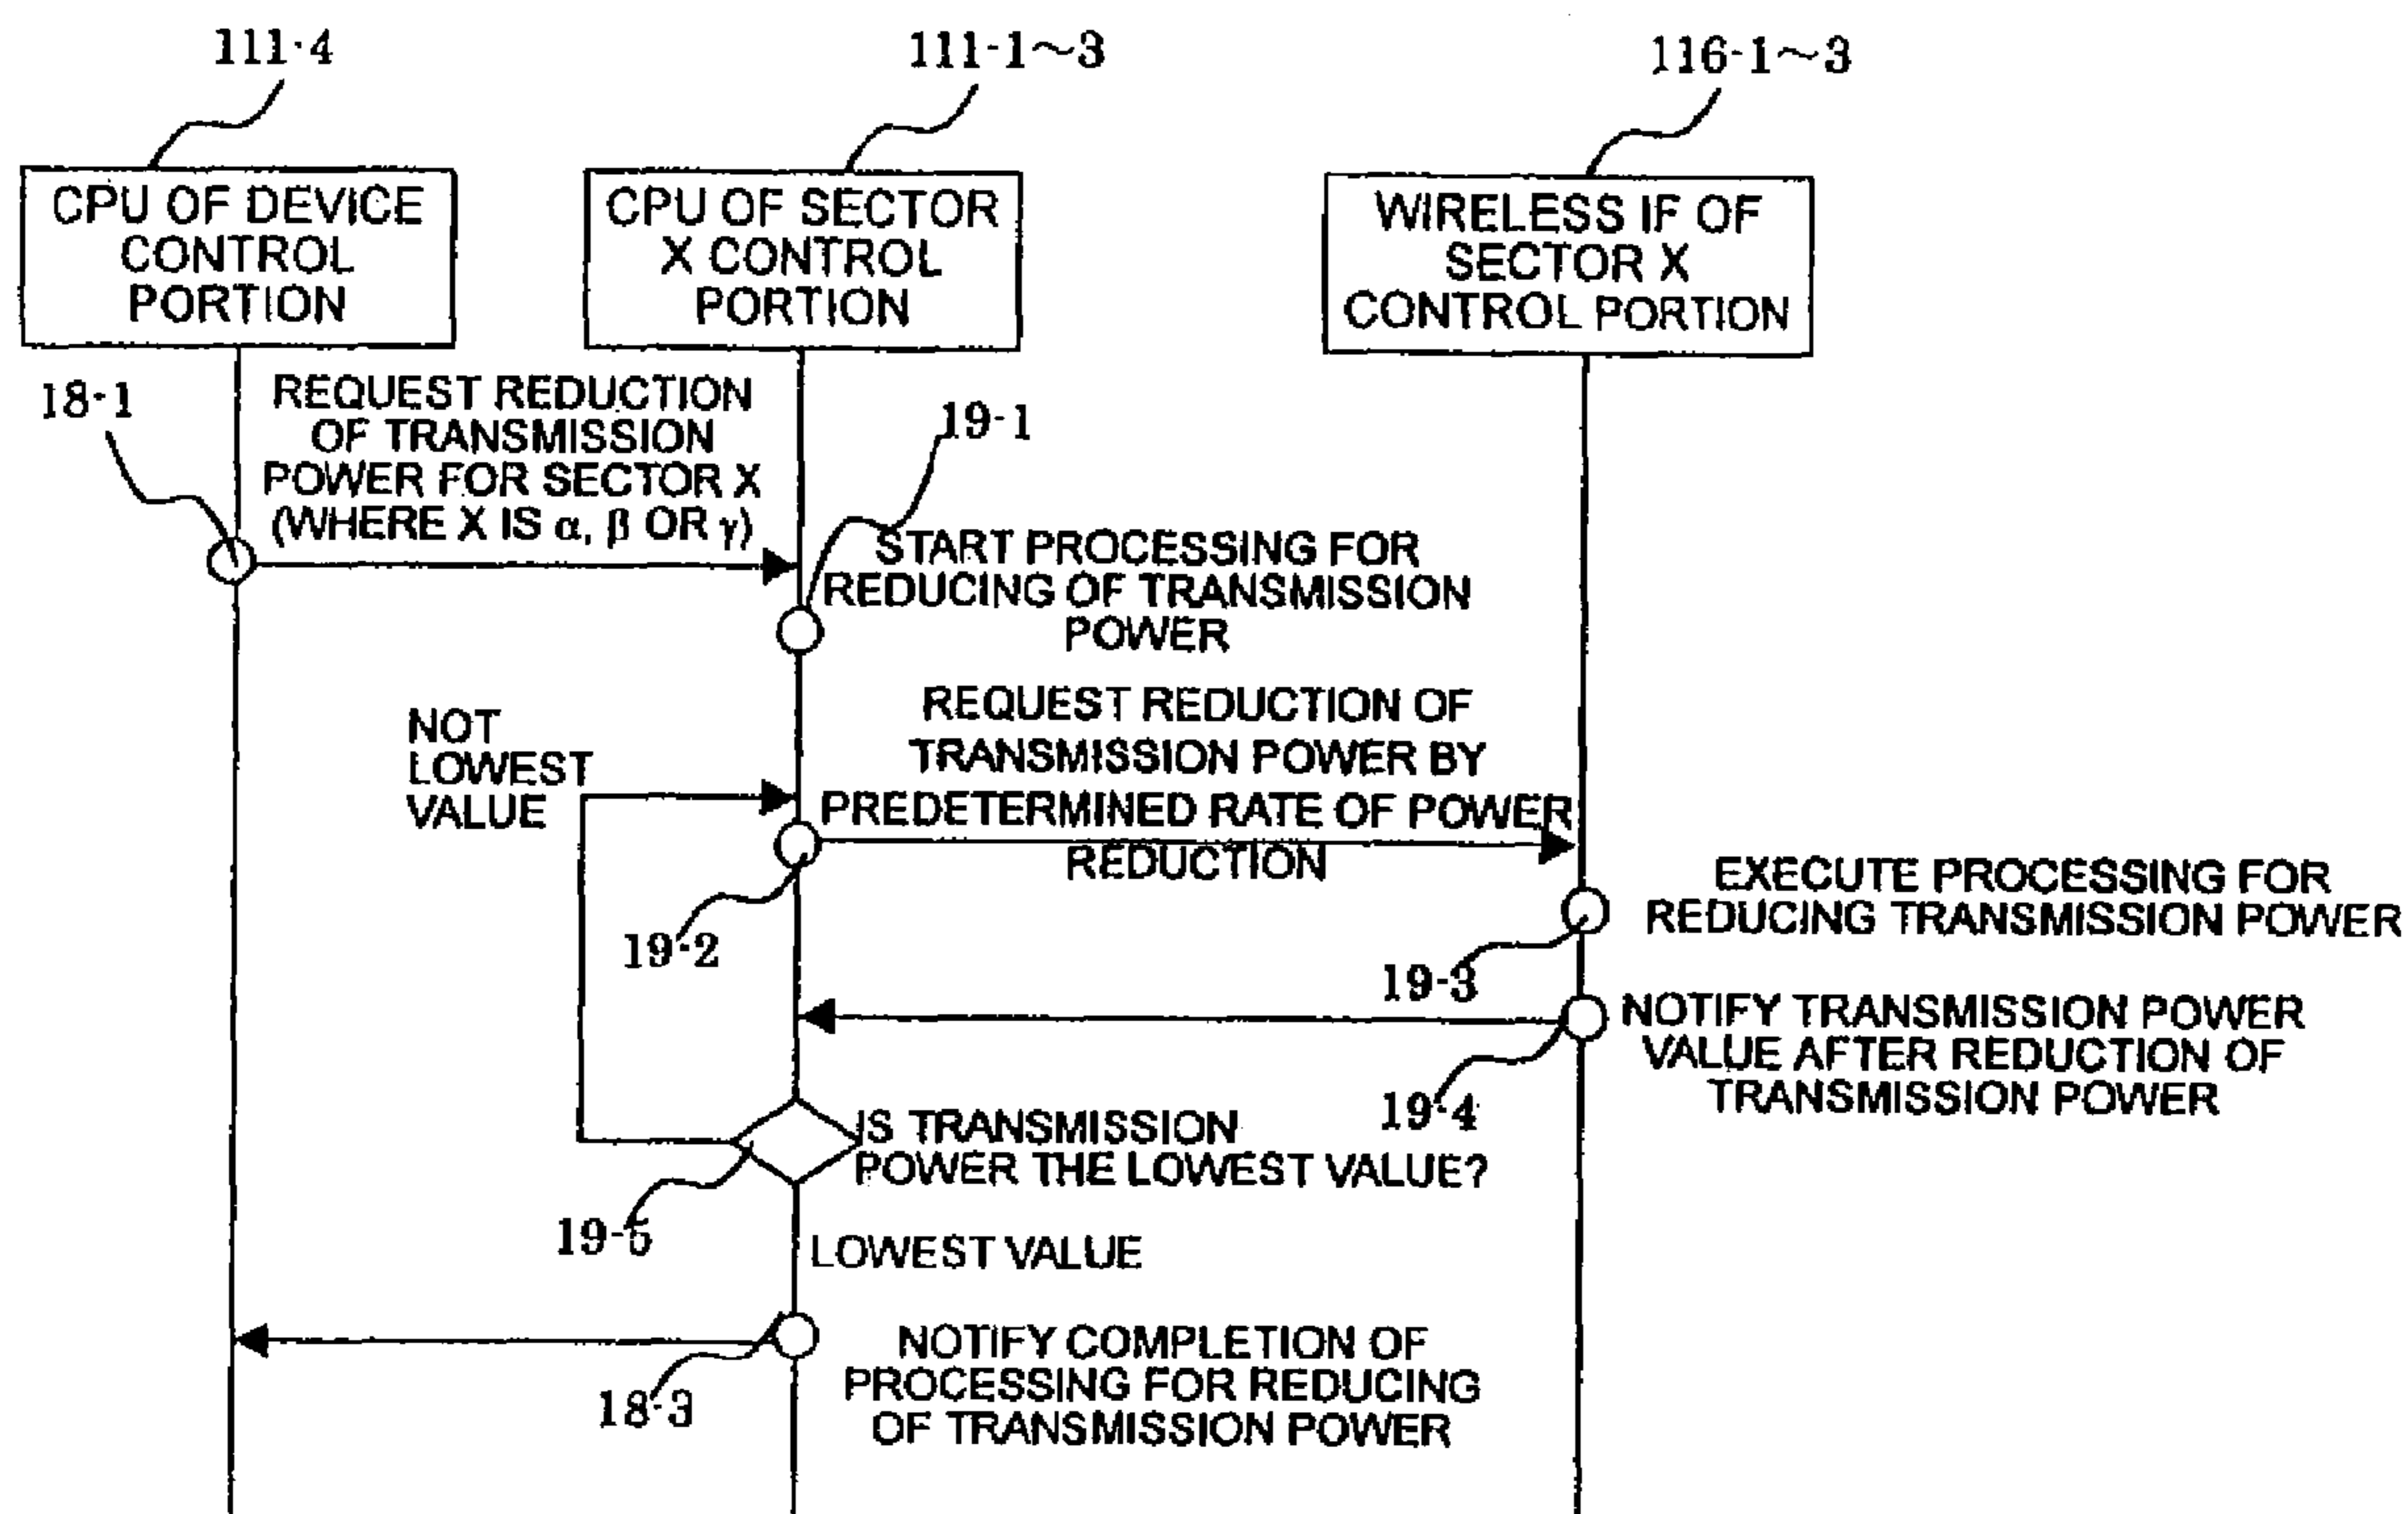 111-4
111-1~3
116-1~3
CPU OF DEVICE
CONTROL
PORTION
CPU OF SECTOR
X CONTROL
PORTION
WIRELESS IF OF
SECTOR X
CONTROL PORTION
18-1
REQUEST REDUCTION
OF TRANSMISSION
POWER FOR SECTOR X
(WHERE X IS α, β OR γ)
19-1
START PROCESSING FOR
REDUCING OF TRANSMISSION
POWER
NOT
LOWEST
VALUE
REQUEST REDUCTION OF
TRANSMISSION POWER BY
PREDETERMINED RATE OF POWER
REDUCTION
19-2
EXECUTE PROCESSING FOR
REDUCING TRANSMISSION POWER
19-3
NOTIFY TRANSMISSION POWER
VALUE AFTER REDUCTION OF
TRANSMISSION POWER
19-4
IS TRANSMISSION
POWER THE LOWEST VALUE?
19-5
LOWEST VALUE
NOTIFY COMPLETION OF
PROCESSING FOR REDUCING
OF TRANSMISSION POWER
18-3